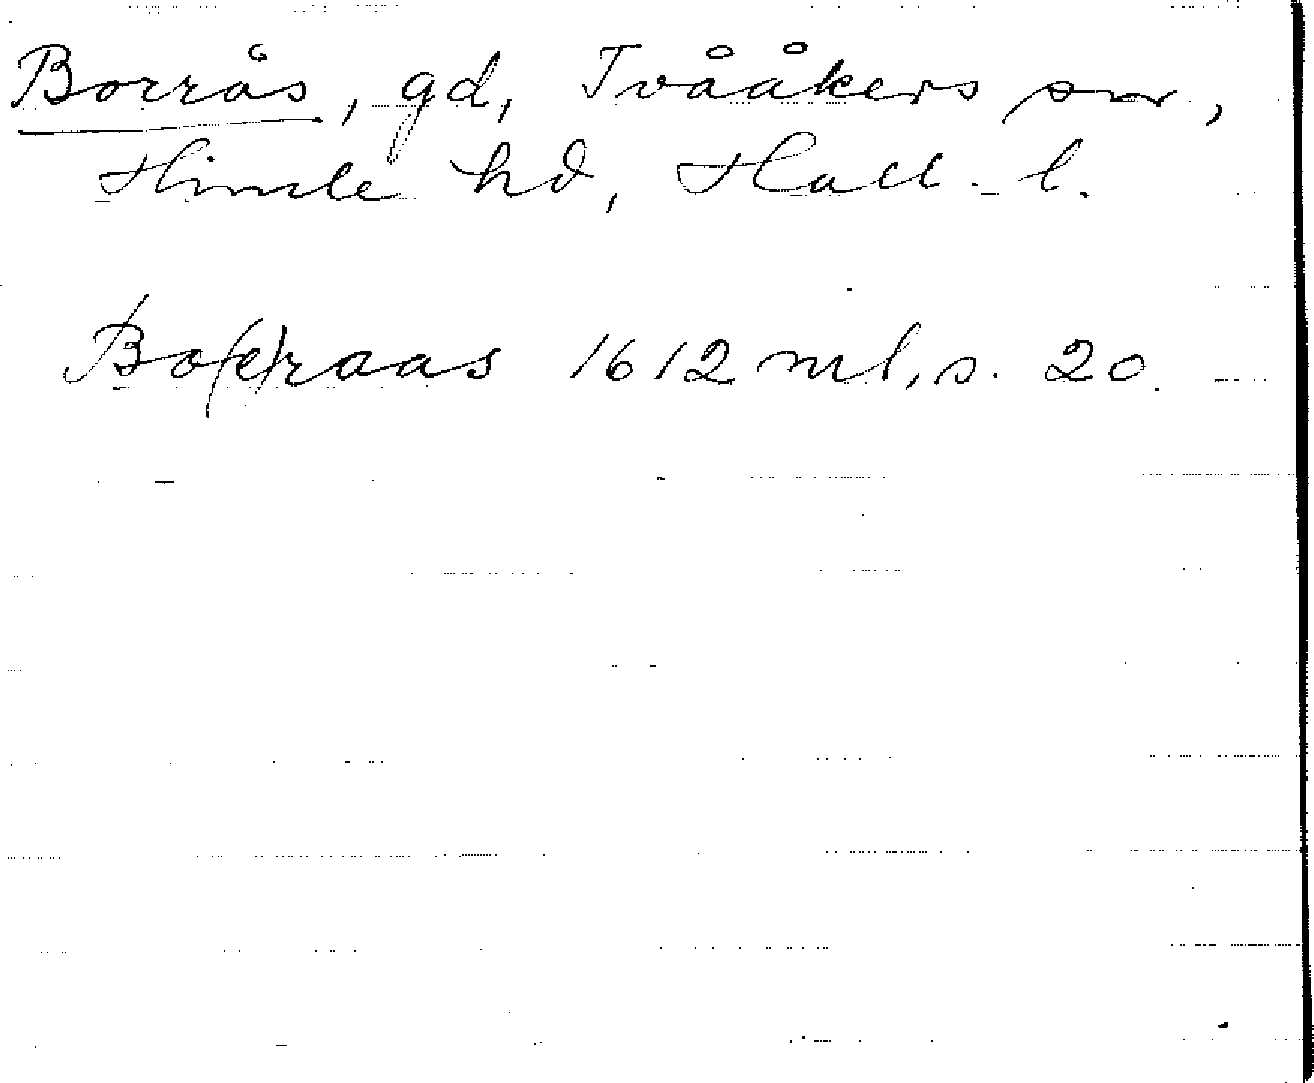 Borrås, gd, Tvååkers sn,
Himle hd, Hall. l.
Bo(e)raas 1612 ml, s. 20.